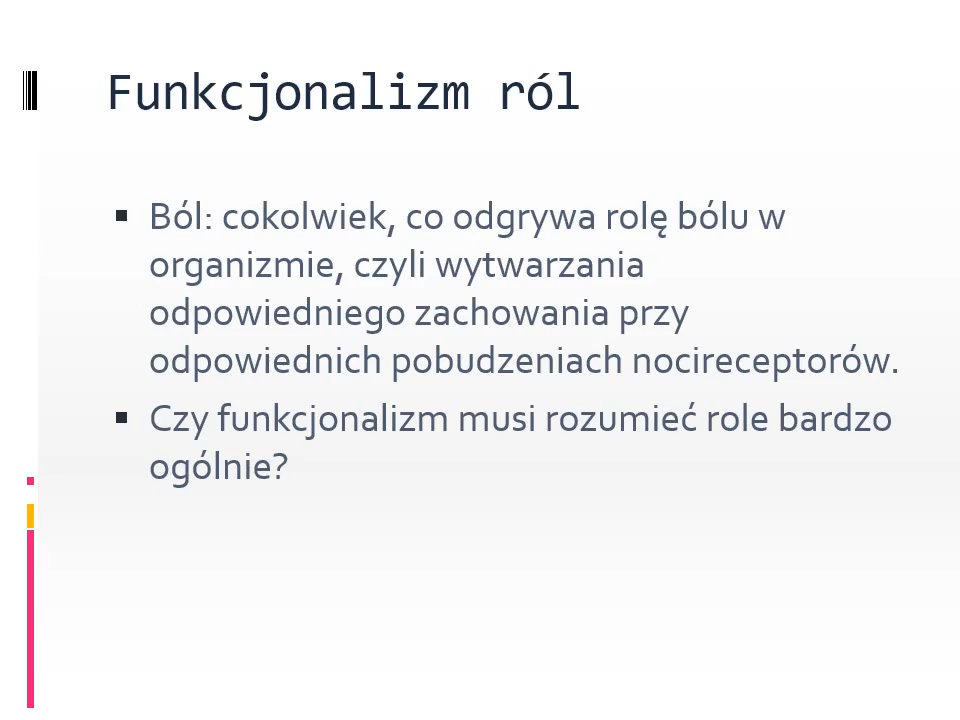 Funkcjonalizm ról
Ból: cokolwiek, co odgrywa rolę bólu w
organizmie, czyli wytwarzania
odpowiedniego zachowania przy
odpowiednich pobudzeniach nocireceptorów.
Czy funkcjonalizm musi rozumieć role bardzo
ogólnie?